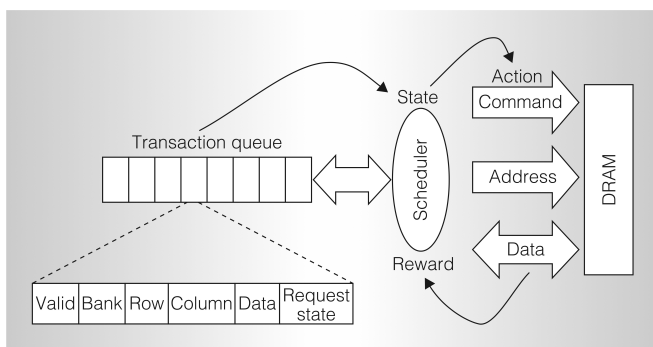 Transaction queue
State
Scheduler
Reward
Action
Command
Address
Data
DRAM
Valid Bank Row Column Data Request
state